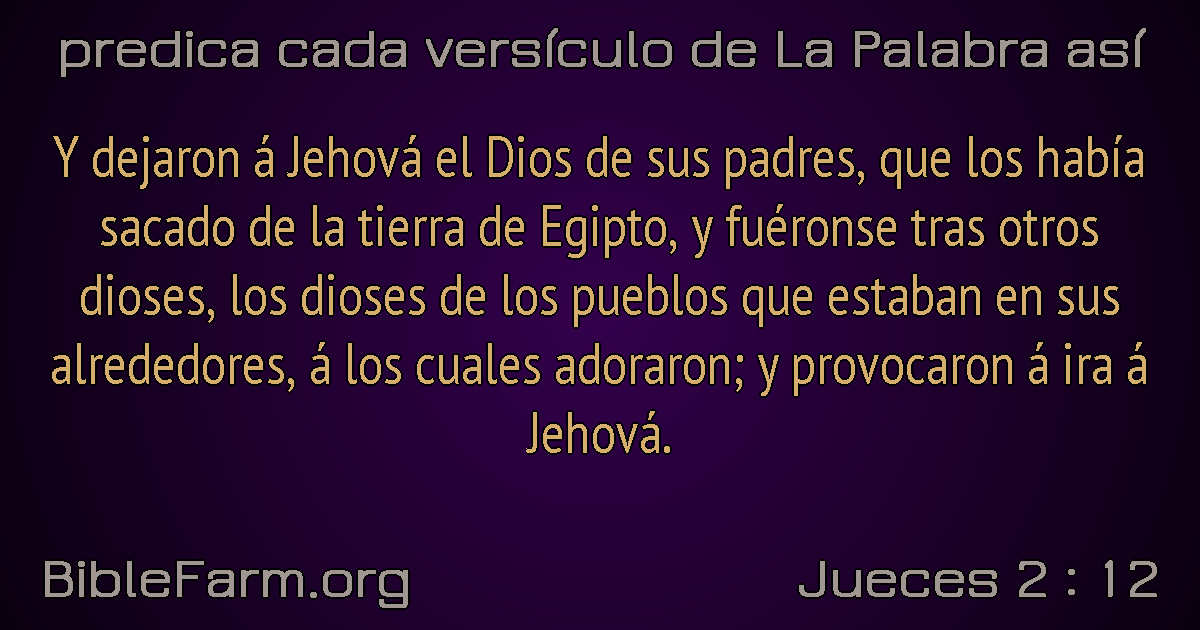 predica cada versículo de La Palabra así
Y dejaron á Jehová el Dios de sus padres, que los había
sacado de la tierra de Egipto, y fuéronse tras otros
dioses, los dioses de los pueblos que estaban en sus
alrededores, á los cuales adoraron; y provocaron á ira á
Jehová.
BibleFarm.org
Jueces 2 : 12